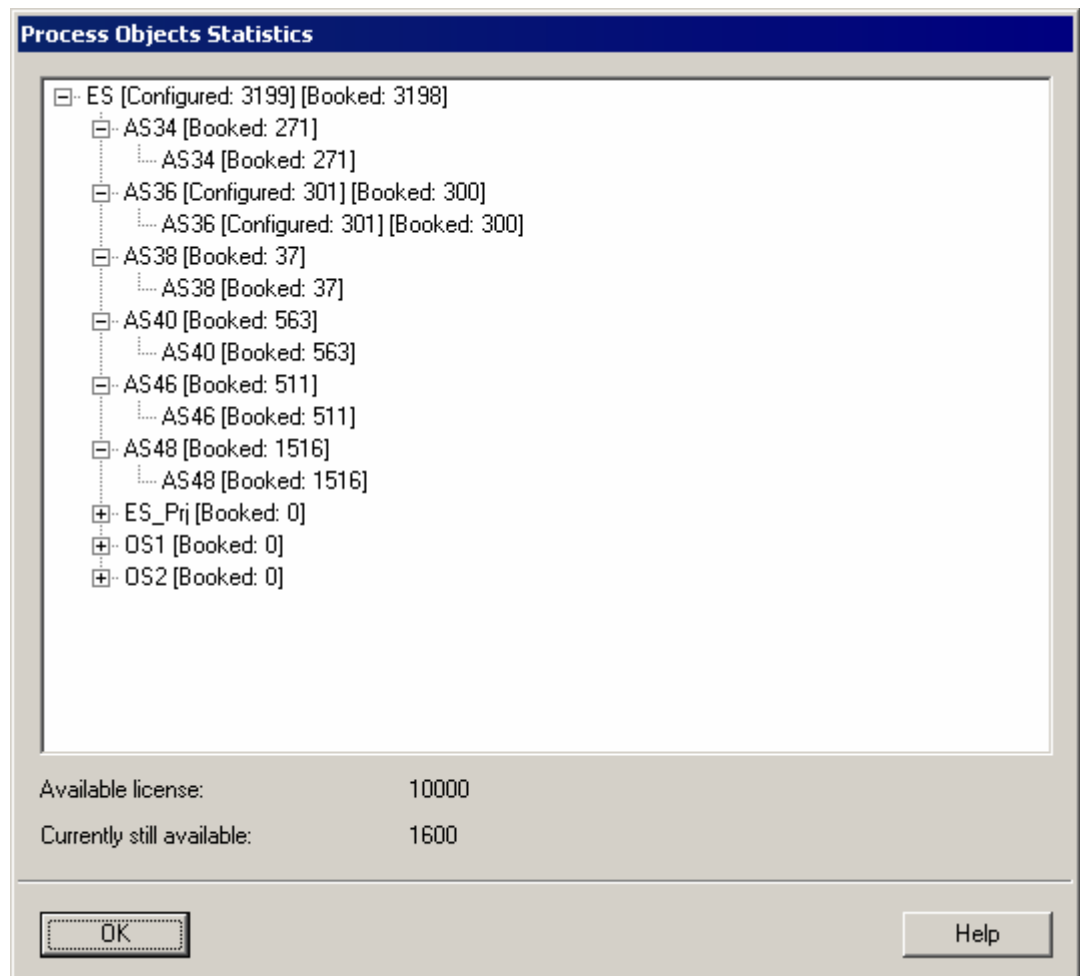 Process Objects Statistics
ES [Configured: 3199] [Booked: 3198]
AS34 [Booked: 271]
AS34 [Booked: 271]
AS36 [Configured: 301] [Booked: 300]
AS36 [Configured: 301] [Booked: 300]
AS38 [Booked: 37]
AS38 [Booked: 37]
AS40 [Booked: 563]
AS40 [Booked: 563]
AS46 [Booked: 511]
AS46 [Booked: 511]
AS48 [Booked: 1516]
AS48 [Booked: 1516]
ES_Prj [Booked: 0]
OS1 [Booked: 0]
OS2 [Booked: 0]
Available license: 10000
Currently still available: 1600
OK Help